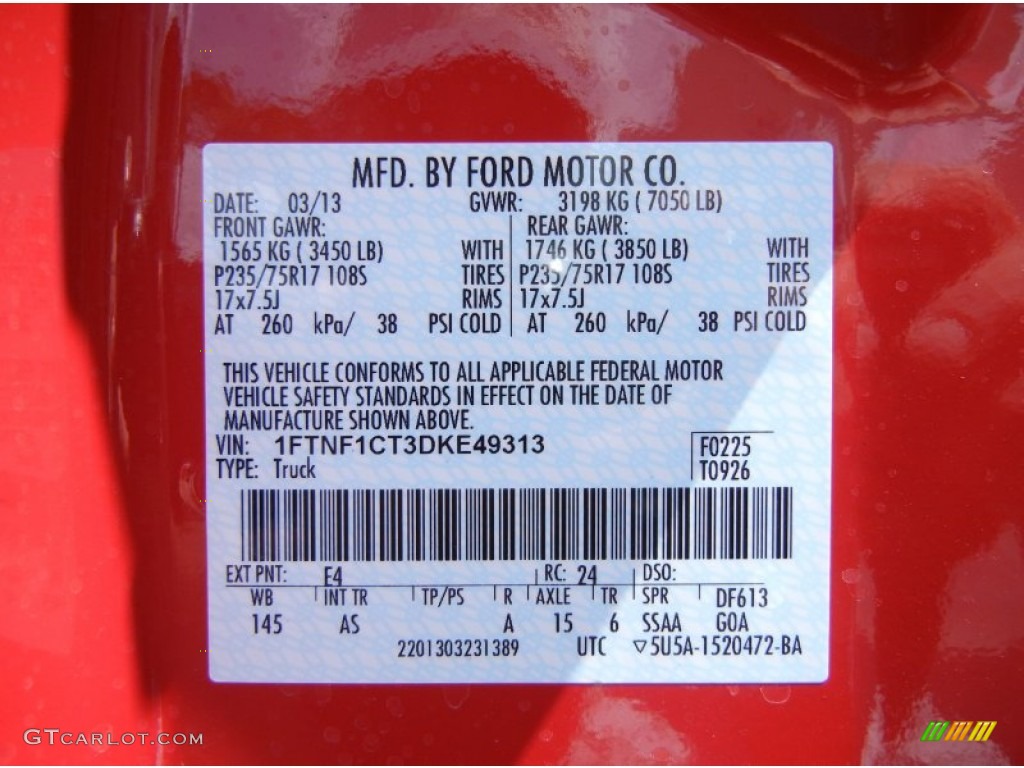 MFD. BY FORD MOTOR CO.
DATE: 03/13 GVWR: 3198 KG ( 7050 LB)
FRONT GAWR: REAR GAWR:
1565 KG ( 3450 LB) WITH 1746 KG ( 3850 LB) WITH
P235/75R17 108S TIRES P235/75R17 108S TIRES
17x7.5J RIMS 17x7.5J RIMS
AT 260 kPa/ 38 PSI COLD AT 260 kPa/ 38 PSI COLD
THIS VEHICLE CONFORMS TO ALL APPLICABLE FEDERAL MOTOR
VEHICLE SAFETY STANDARDS IN EFFECT ON THE DATE OF
MANUFACTURE SHOWN ABOVE.
VIN: 1FTNF1CT3DKE49313 F0225
TYPE: Truck T0926
EXT PNT: E4 RC: 24 DSO:
WB INT TR TP/PS R AXLE TR SPR DF613
145 AS A 15 6 SSAA GOA
2201303231389 UTC ▽5U5A-1520472-BA
GTCARLOT.COM